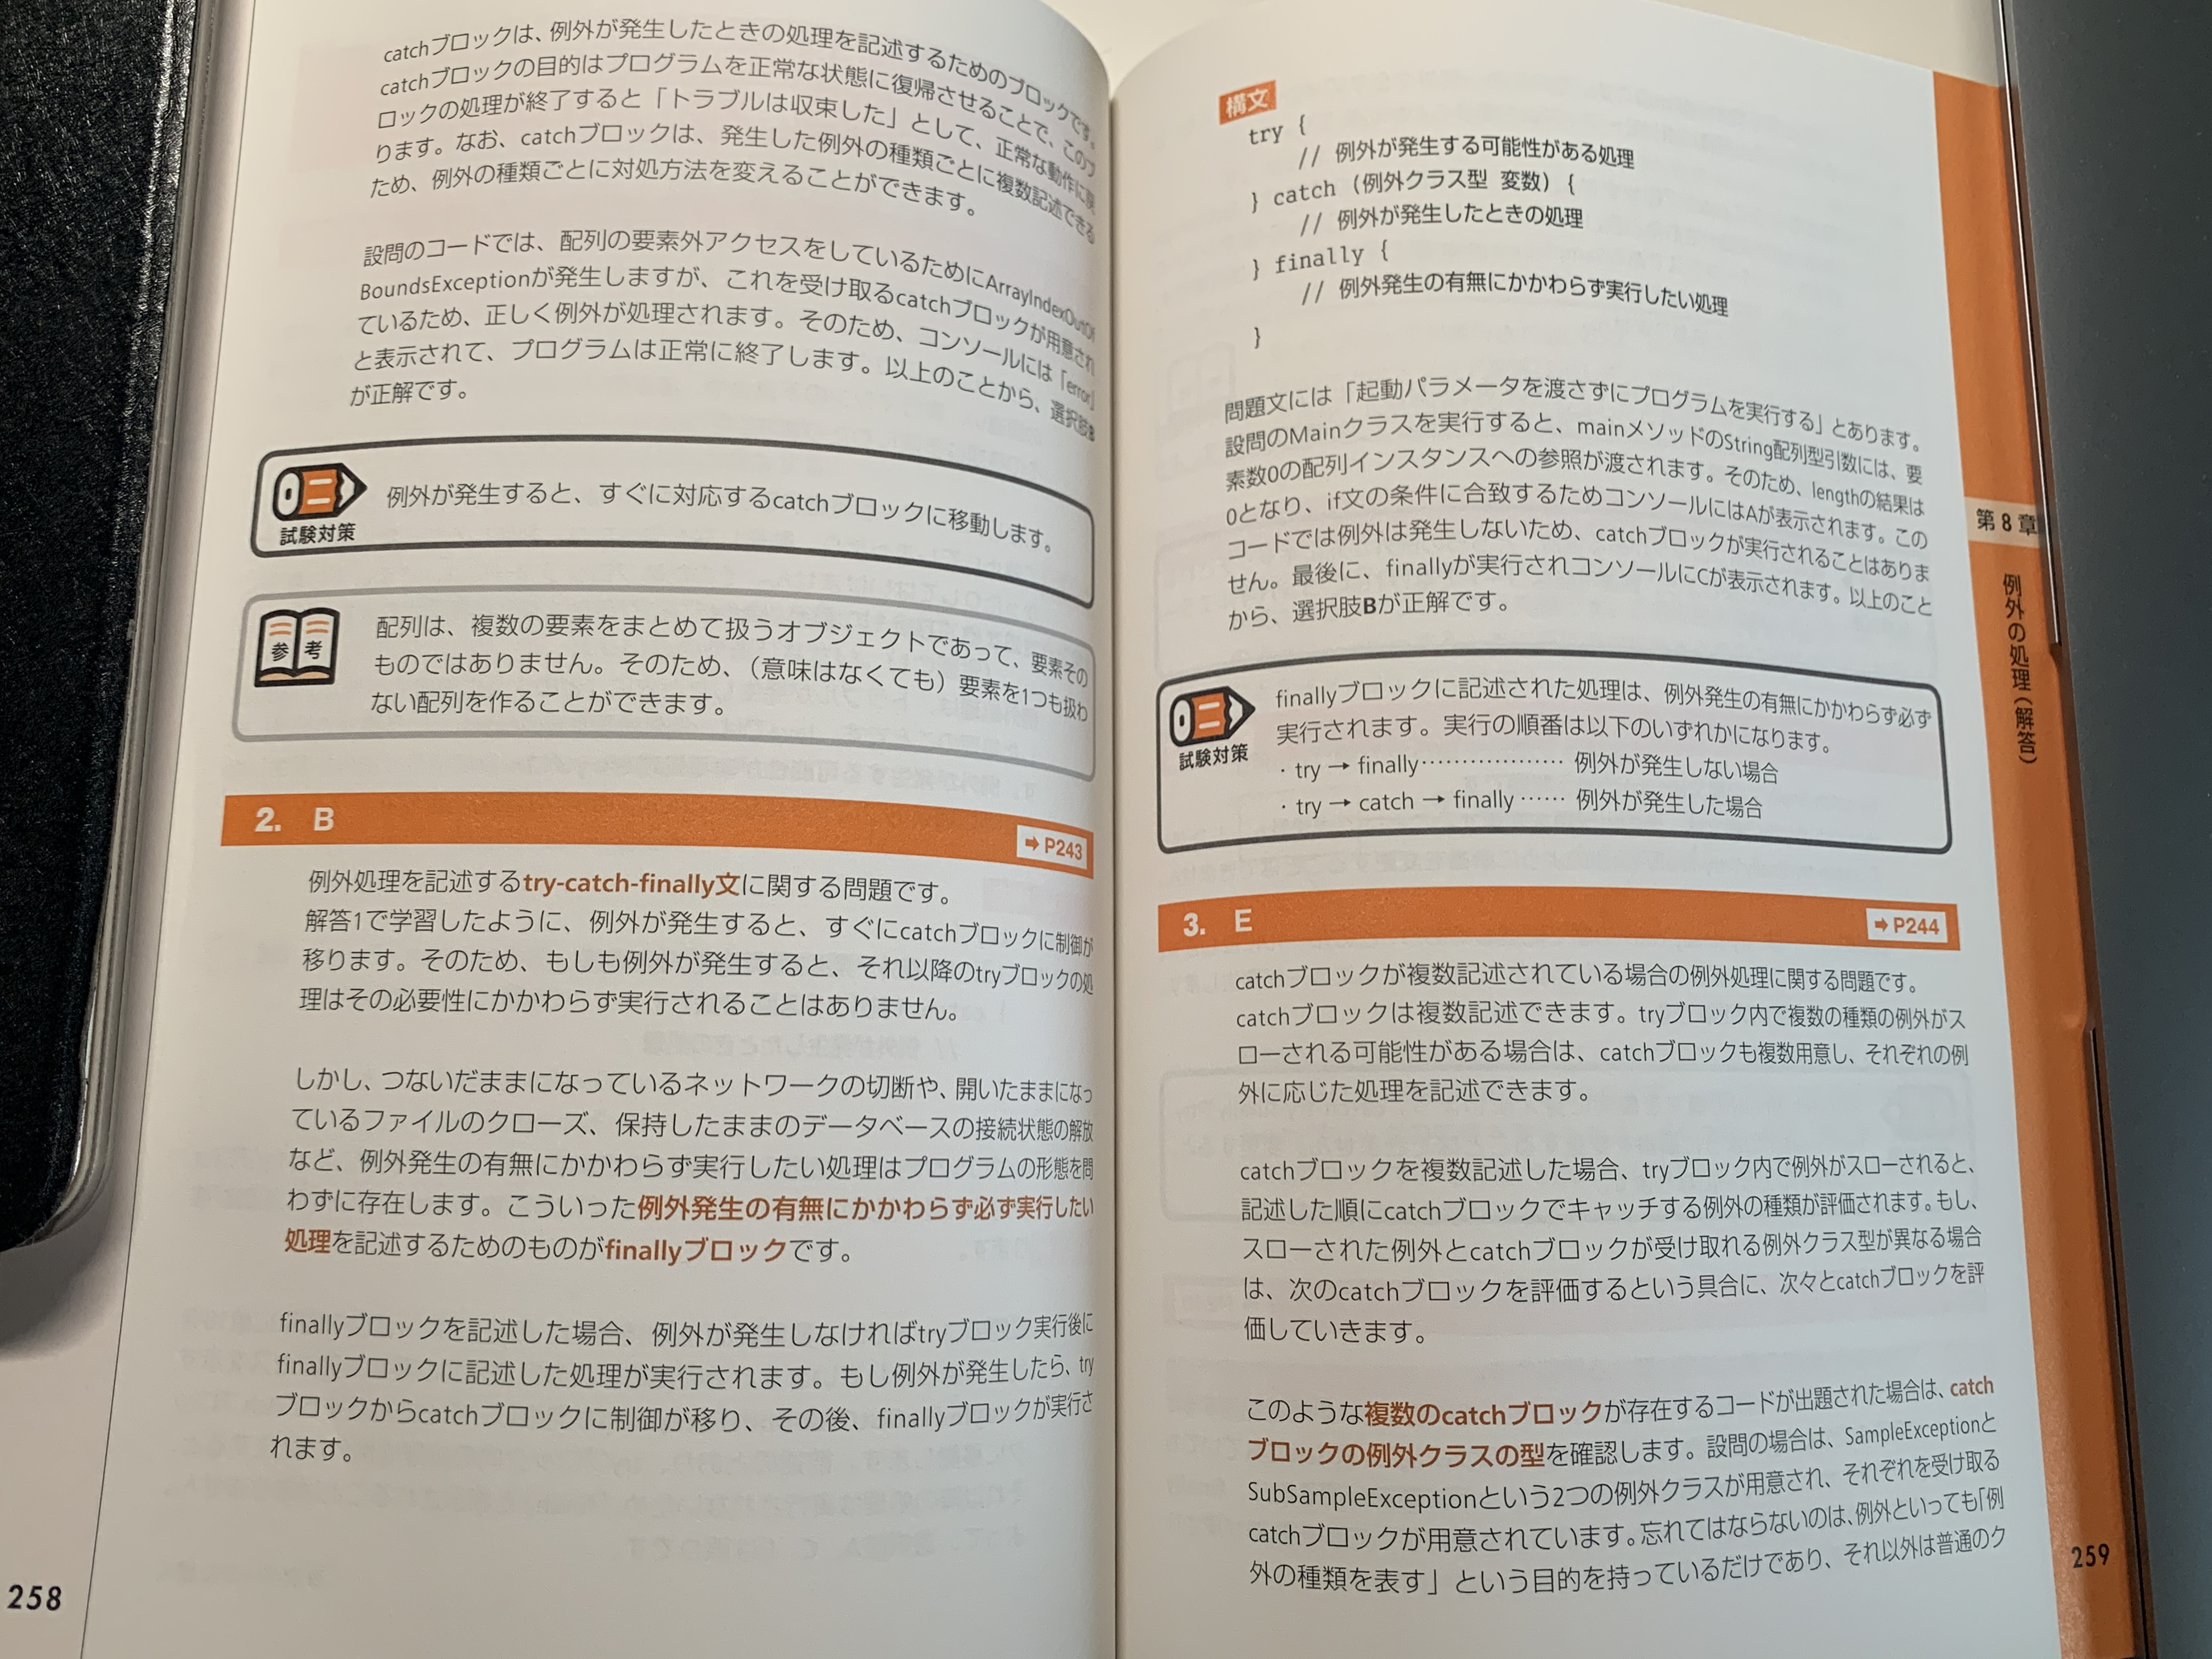 catchブロックは、例外が発生したときの処理を記述するためのブロックです。
catchブロックの目的はプログラムを正常な状態に復帰させることで、このブ
ロックの処理が終了すると「トラブルは収束した」として、正常な動作に戻
ります。なお、catchブロックは、発生した例外の種類ごとに複数記述できる
ため、例外の種類ごとに対処方法を変えることができます。
設問のコードでは、配列の要素外アクセスをしているためにArrayIndexOutOf
BoundsExceptionが発生しますが、これを受け取るcatchブロックが用意され
ているため、正しく例外が処理されます。そのため、コンソールには「error」
と表示されて、プログラムは正常に終了します。以上のことから、選択肢B
が正解です。
試験対策
例外が発生すると、すぐに対応するcatchブロックに移動します。
参考
配列は、複数の要素をまとめて扱うオブジェクトであって、要素その
ものではありません。そのため、（意味はなくても）要素を1つも扱わ
ない配列を作ることができます。
2. B
➡P243
例外処理を記述するtry-catch-finally文に関する問題です。
解答1で学習したように、例外が発生すると、すぐにcatchブロックに制御が
移ります。そのため、もしも例外が発生すると、それ以降のtryブロックの処
理はその必要性にかかわらず実行されることはありません。
しかし、つないだままになっているネットワークの切断や、開いたままになっ
ているファイルのクローズ、保持したままのデータベースの接続状態の解放
など、例外発生の有無にかかわらず実行したい処理はプログラムの形態を問
わずに存在します。こういった例外発生の有無にかかわらず必ず実行したい
処理を記述するためのものがfinallyブロックです。
finallyブロックを記述した場合、例外が発生しなければtryブロック実行後に
finallyブロックに記述した処理が実行されます。もし例外が発生したら、try
ブロックからcatchブロックに制御が移り、その後、finallyブロックが実行さ
れます。
258
構文
try {
// 例外が発生する可能性がある処理
} catch (例外クラス型 変数) {
// 例外が発生したときの処理
} finally {
// 例外発生の有無にかかわらず実行したい処理
}
問題文には「起動パラメータを渡さずにプログラムを実行する」とあります。
設問のMainクラスを実行すると、mainメソッドのString配列型引数には、要
素数0の配列インスタンスへの参照が渡されます。そのため、lengthの結果は
0となり、if文の条件に合致するためコンソールにはAが表示されます。この
コードでは例外は発生しないため、catchブロックが実行されることはありま
せん。最後に、finallyが実行されコンソールにCが表示されます。以上のこと
から、選択肢Bが正解です。
試験対策
finallyブロックに記述された処理は、例外発生の有無にかかわらず必ず
実行されます。実行の順番は以下のいずれかになります。
・try → finally……………… 例外が発生しない場合
・try → catch → finally …… 例外が発生した場合
3. E
➡P244
catchブロックが複数記述されている場合の例外処理に関する問題です。
catchブロックは複数記述できます。tryブロック内で複数の種類の例外がス
ローされる可能性がある場合は、catchブロックも複数用意し、それぞれの例
外に応じた処理を記述できます。
catchブロックを複数記述した場合、tryブロック内で例外がスローされると、
記述した順にcatchブロックでキャッチする例外の種類が評価されます。もし、
スローされた例外とcatchブロックが受け取れる例外クラス型が異なる場合
は、次のcatchブロックを評価するという具合に、次々とcatchブロックを評
価していきます。
このような複数のcatchブロックが存在するコードが出題された場合は、catch
ブロックの例外クラスの型を確認します。設問の場合は、SampleExceptionと
SubSampleExceptionという2つの例外クラスが用意され、それぞれを受け取る
catchブロックが用意されています。忘れてはならないのは、例外といっても「例
外の種類を表す」という目的を持っているだけであり、それ以外は普通のク
第8章
例外の処理（解答）
259